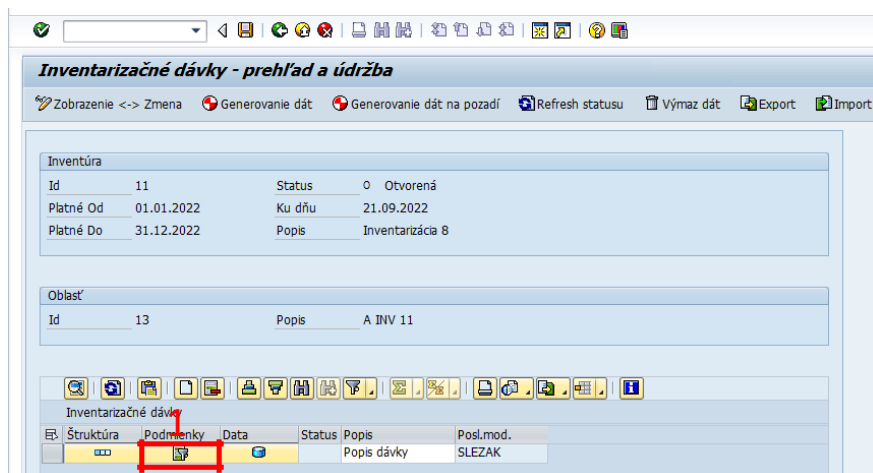 Inventarizačné dávky - prehľad a údržba
Zobrazenie <-> Zmena Generovanie dát Generovanie dát na pozadí Refresh statusu Výmaz dát Export Import
Inventúra
Id 11 Status O Otvorená
Platné Od 01.01.2022 Ku dňu 21.09.2022
Platné Do 31.12.2022 Popis Inventarizácia 8
Oblasť
Id 13 Popis A INV 11
Inventarizačné dávky
Štruktúra Podmienky Data Status Popis Posl.mod.
Popis dávky SLEZAK